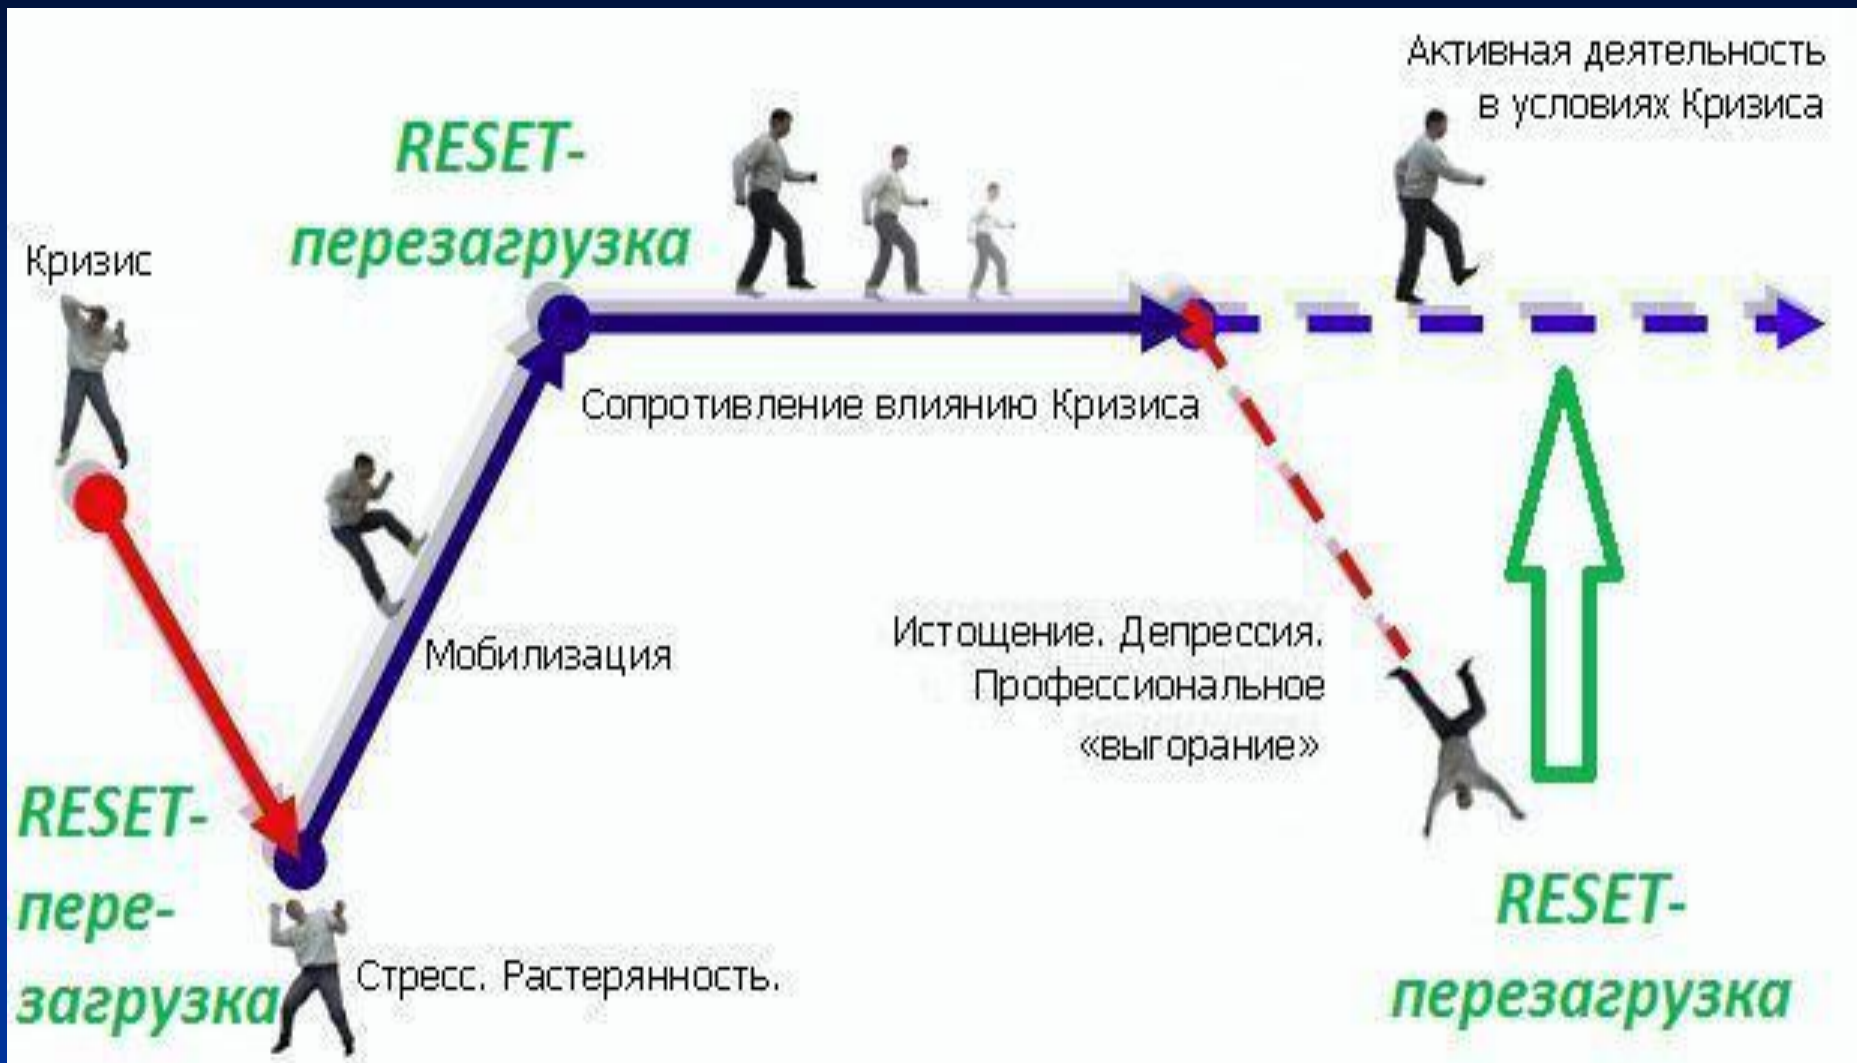 Активная деятельность
в условиях Кризиса
RESET-
перезагрузка
Кризис
Сопротивление влиянию Кризиса
Мобилизация
Истощение. Депрессия.
Профессиональное
«выгорание»
RESET-
пере-
загрузка
Стресс. Растерянность.
RESET-
перезагрузка